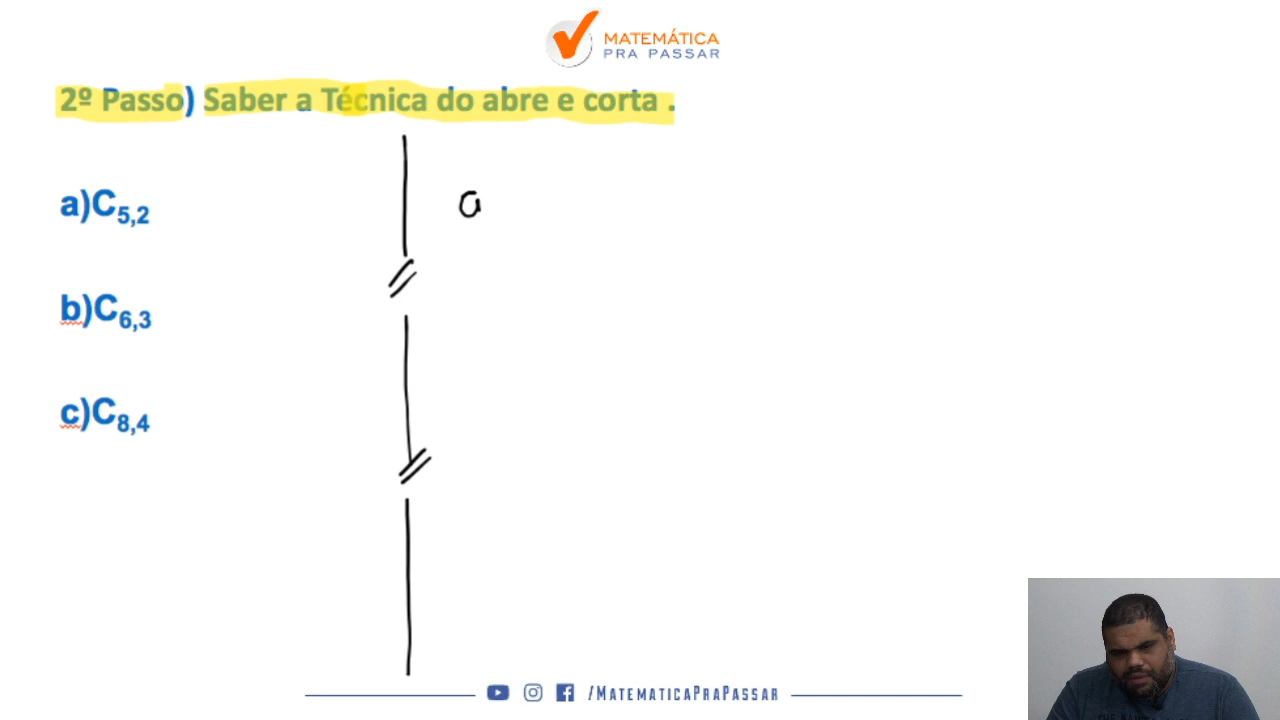 MATEMÁTICA
PRA PASSAR
2º Passo) Saber a Técnica do abre e corta .
a)C5,2
a
b)C6,3
c)C8,4
/MATEMATICAPRAPASSAR